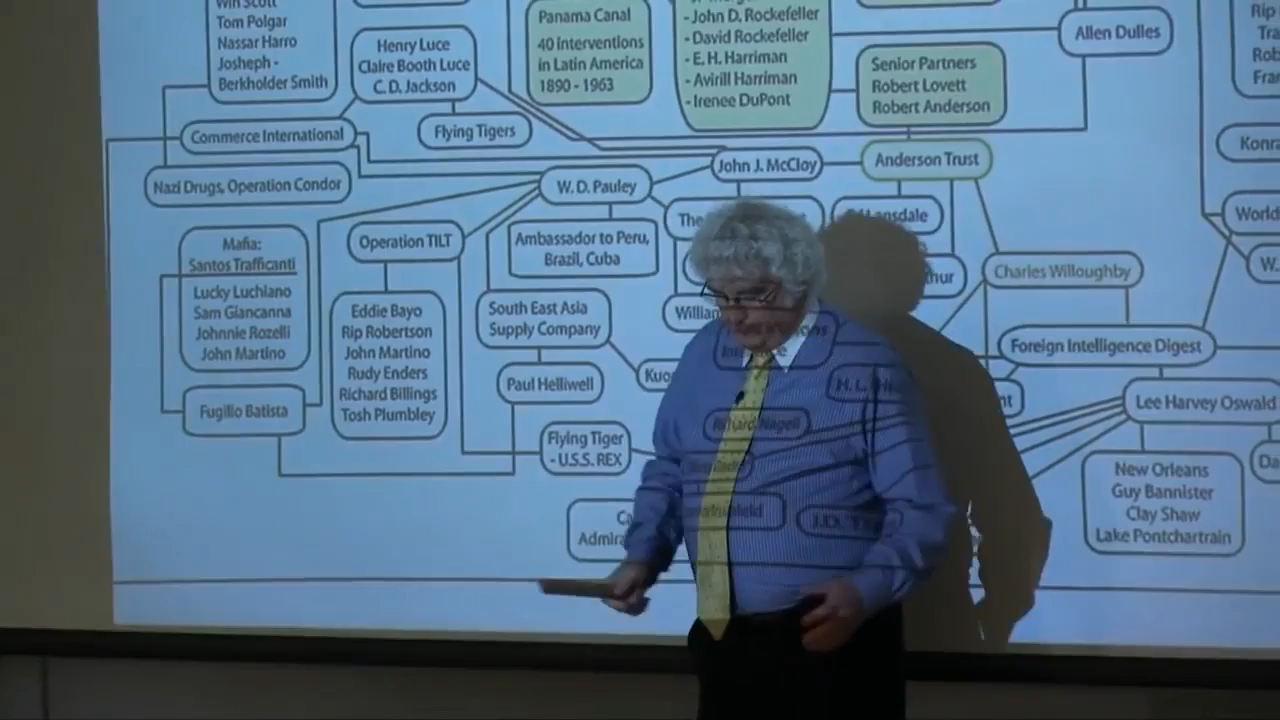 Win Scott
Tom Polgar
Nassar Harro
Josheph -
Berkholder Smith
Henry Luce
Claire Booth Luce
C. D. Jackson
Panama Canal
40 interventions
in Latin America
1890 - 1963
- John D. Rockefeller
- David Rockefeller
- E. H. Harriman
- Avirill Harriman
- Irenee DuPont
Allen Dulles
Senior Partners
Robert Lovett
Robert Anderson
Rip
Commerce International
Flying Tigers
John J. McCloy
Anderson Trust
Nazi Drugs, Operation Condor
W. D. Pauley
World
The
Mafia:
Santos Trafficanti
Lucky Luchiano
Sam Giancanna
Johnnie Rozelli
John Martino
Operation TILT
Ambassador to Peru,
Brazil, Cuba
Charles Willoughby
W.
Eddie Bayo
Rip Robertson
John Martino
Rudy Enders
Richard Billings
Tosh Plumbley
South East Asia
Supply Company
Foreign Intelligence Digest
Paul Helliwell
Fugilio Batista
Lee Harvey Oswald
Richard Nagell
Flying Tiger
- U.S.S. REX
New Orleans
Guy Bannister
Clay Shaw
Lake Pontchartrain